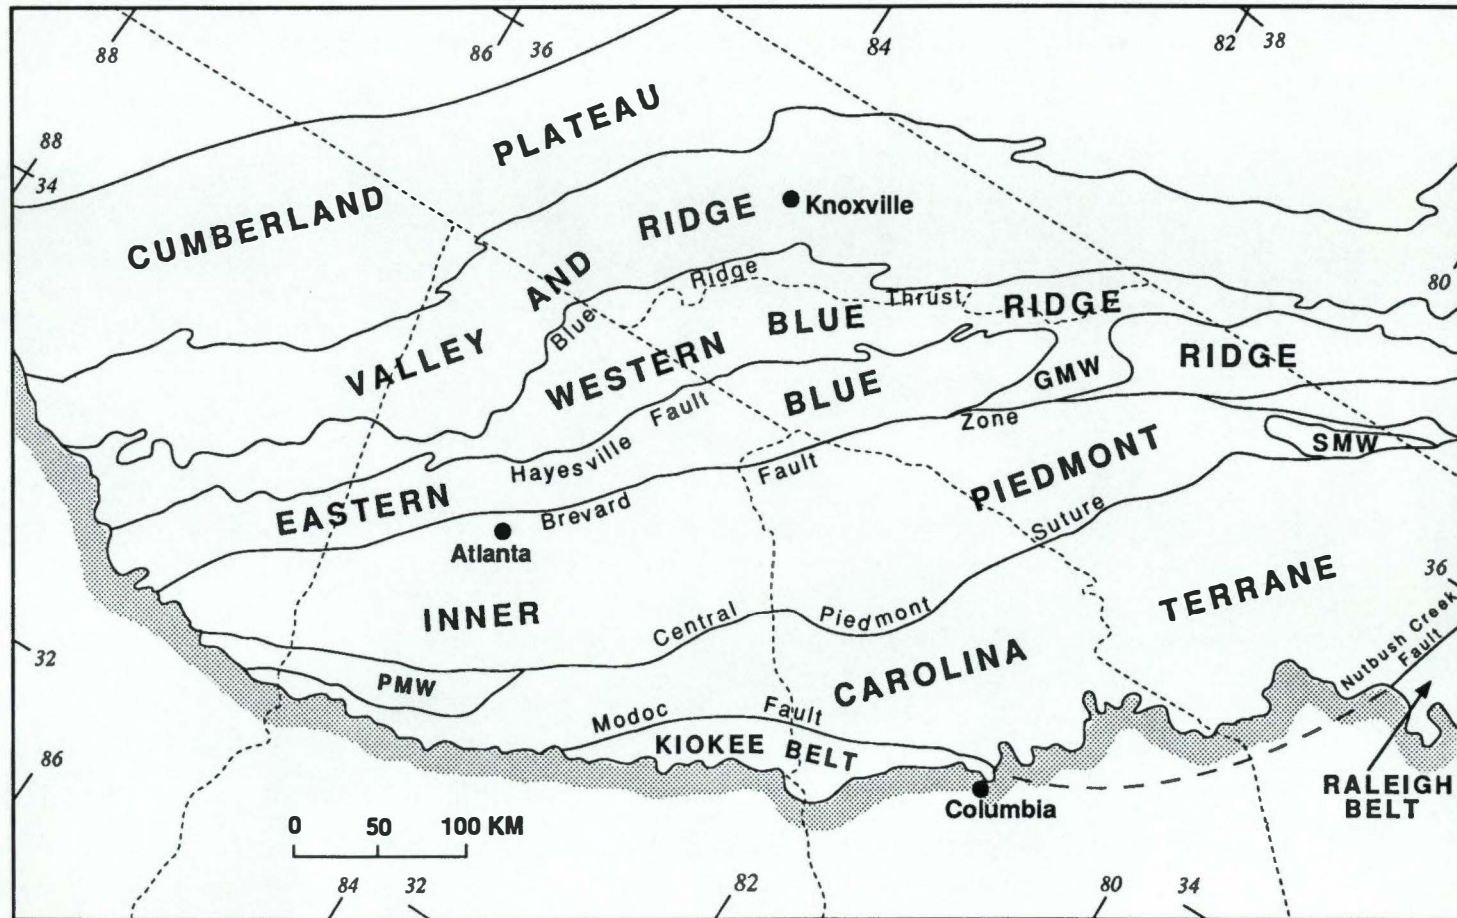 88
86
36
84
82
38
88
34
CUMBERLAND
PLATEAU
VALLEY
AND
RIDGE
Knoxville
80
Blue
Ridge
Thrust
WESTERN
BLUE
RIDGE
GMW
EASTERN
BLUE
RIDGE
Hayesville
Fault
Brevard
Fault
Zone
SMW
Atlanta
INNER
PIEDMONT
Central
Piedmont
Suture
36
32
PMW
CAROLINA
TERRANE
Nutbush Creek
Fault
Modoc
Fault
KIOKEE BELT
86
Columbia
RALEIGH
BELT
0 50 100 KM
84
32
82
80
34